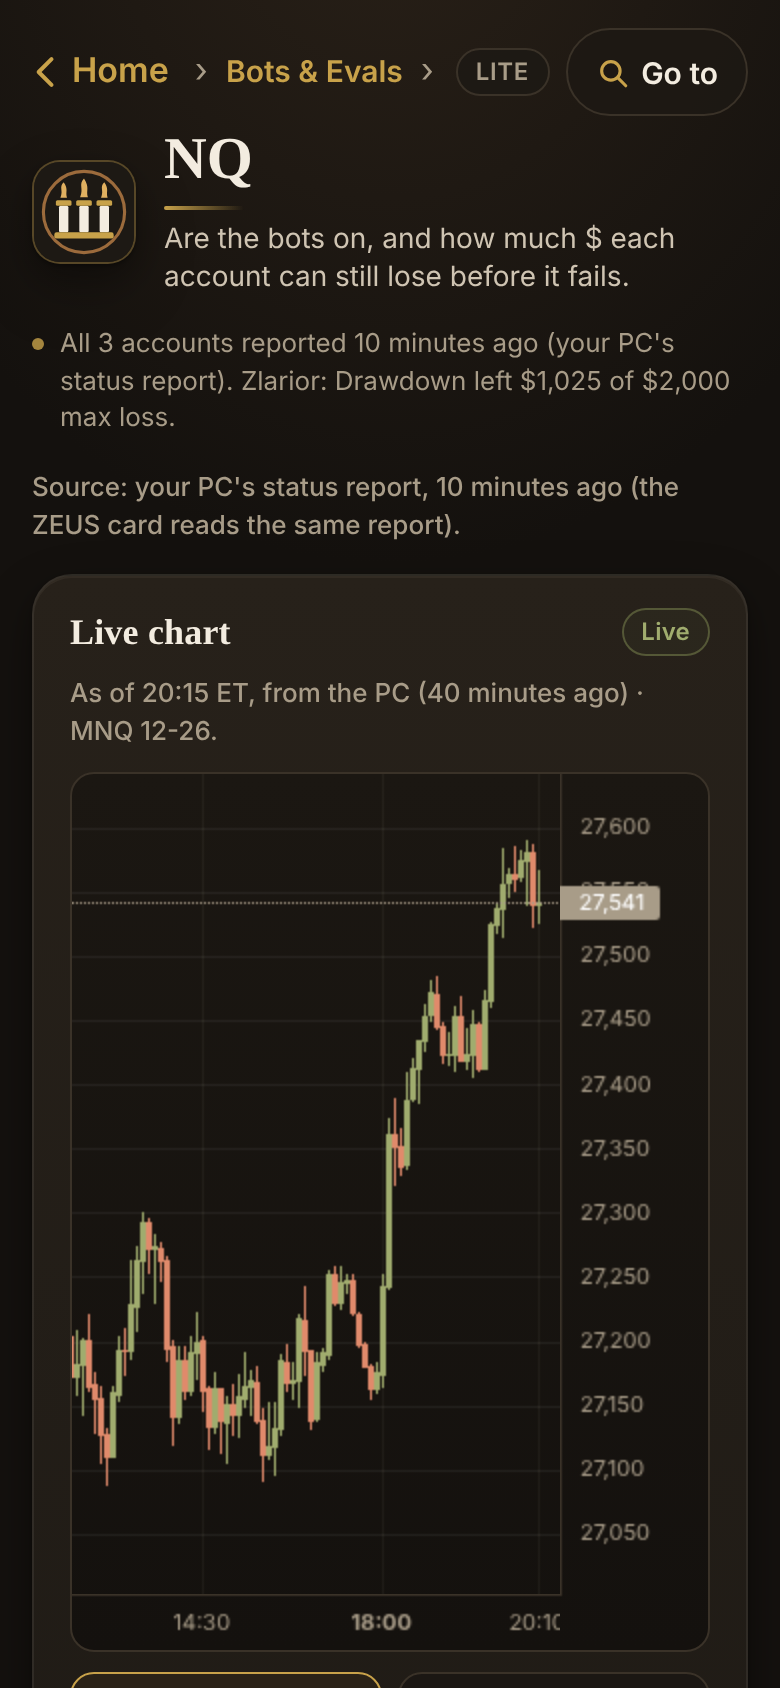 Home › Bots & Evals › LITE Go to
NQ
Are the bots on, and how much $ each
account can still lose before it fails.
All 3 accounts reported 10 minutes ago (your PC's
status report). Zlarior: Drawdown left $1,025 of $2,000
max loss.
Source: your PC's status report, 10 minutes ago (the
ZEUS card reads the same report).
Live chart Live
As of 20:15 ET, from the PC (40 minutes ago) ·
MNQ 12-26.
27,600
27,541
27,500
27,450
27,400
27,350
27,300
27,250
27,200
27,150
27,100
27,050
14:30 18:00